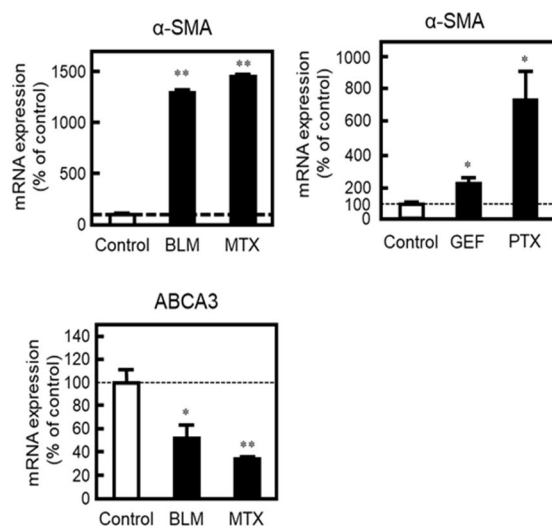 α-SMA
mRNA expression
(% of control)
1500
1000
500
0
**
**
Control BLM MTX
α-SMA
mRNA expression
(% of control)
1000
800
600
400
200
100
0
*
*
Control GEF PTX
ABCA3
mRNA expression
(% of control)
140
120
100
80
60
40
20
0
*
**
Control BLM MTX